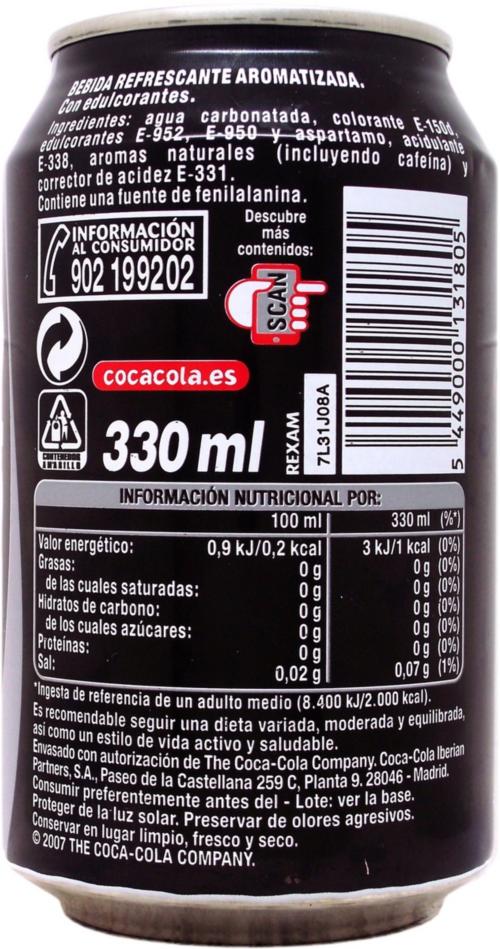 BEBIDA REFRESCANTE AROMATIZADA.
Con edulcorantes.
Ingredientes: agua carbonatada, colorante E-150d,
edulcorantes E-952, E-950 y aspartamo, acidulante
E-338, aromas naturales (incluyendo cafeína) y
corrector de acidez E-331.
Contiene una fuente de fenilalanina.
INFORMACIÓN
AL CONSUMIDOR
902 199202
Descubre
más
contenidos:
SCAN
cocacola.es
CONTENEDOR
AMARILLO
330 ml
REXAM
7L31J08A
5 449000 131805
INFORMACIÓN NUTRICIONAL POR:
100 ml 330 ml (%*)
Valor energético: 0,9 kJ/0,2 kcal 3 kJ/1 kcal (0%)
Grasas: 0 g 0 g (0%)
de las cuales saturadas: 0 g 0 g (0%)
Hidratos de carbono: 0 g 0 g (0%)
de los cuales azúcares: 0 g 0 g (0%)
Proteínas: 0 g 0 g (0%)
Sal: 0,02 g 0,07 g (1%)
*Ingesta de referencia de un adulto medio (8.400 kJ/2.000 kcal).
Es recomendable seguir una dieta variada, moderada y equilibrada,
así como un estilo de vida activo y saludable.
Envasado con autorización de The Coca-Cola Company. Coca-Cola Iberian
Partners, S.A., Paseo de la Castellana 259 C, Planta 9. 28046 - Madrid.
Consumir preferentemente antes del - Lote: ver la base.
Proteger de la luz solar. Preservar de olores agresivos.
Conservar en lugar limpio, fresco y seco.
© 2007 THE COCA-COLA COMPANY.